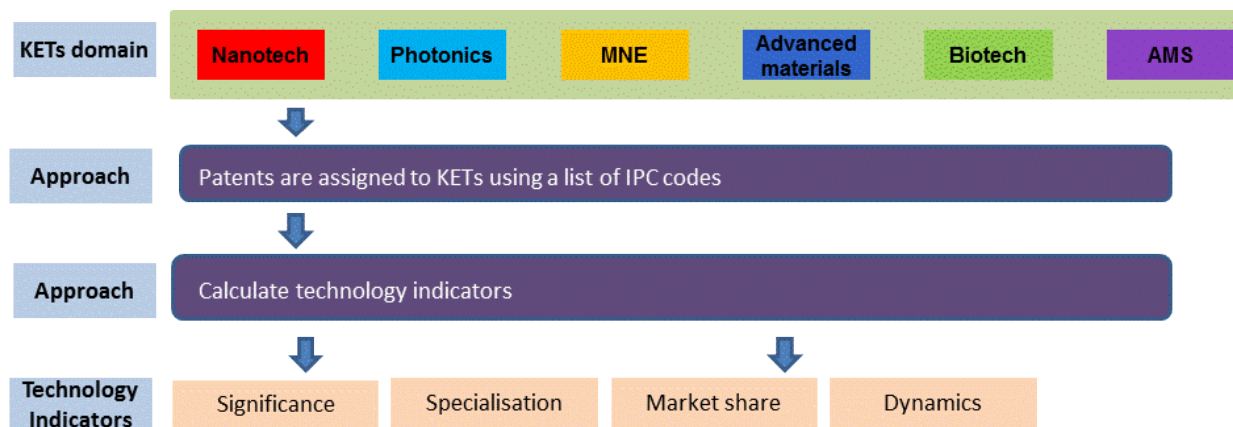 KETs domain
Nanotech
Photonics
MNE
Advanced
materials
Biotech
AMS
Approach
Patents are assigned to KETs using a list of IPC codes
Approach
Calculate technology indicators
Technology
Indicators
Significance
Specialisation
Market share
Dynamics